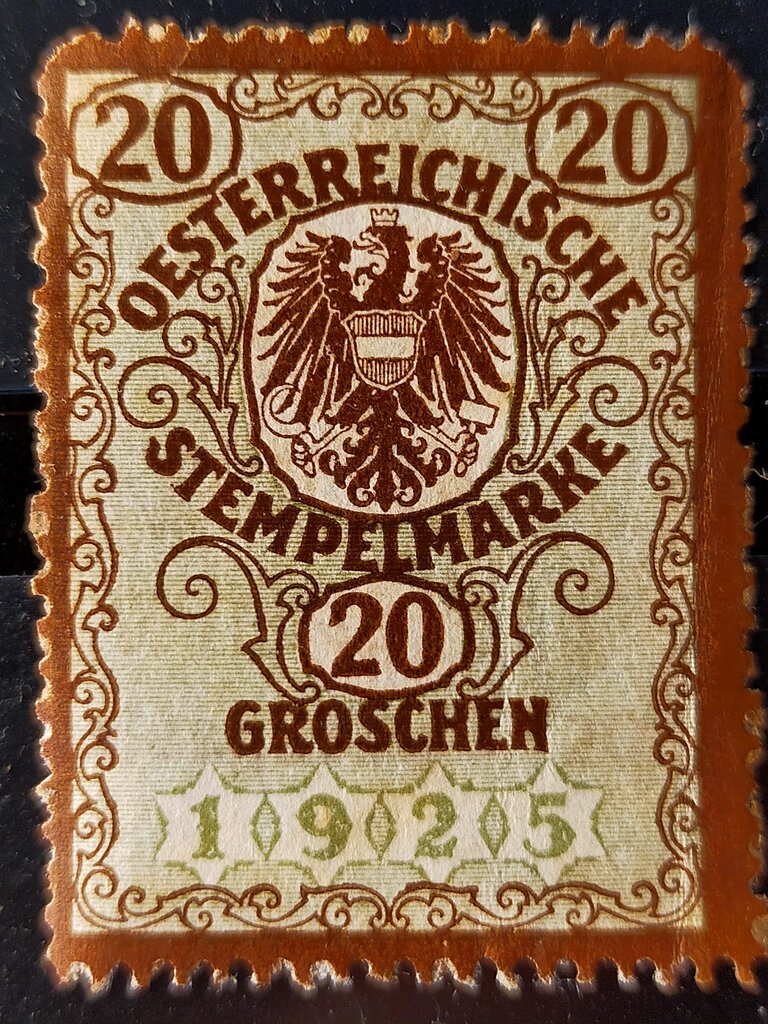 20 20
OESTERREICHISCHE
STEMPELMARKE
20
GROSCHEN
1925